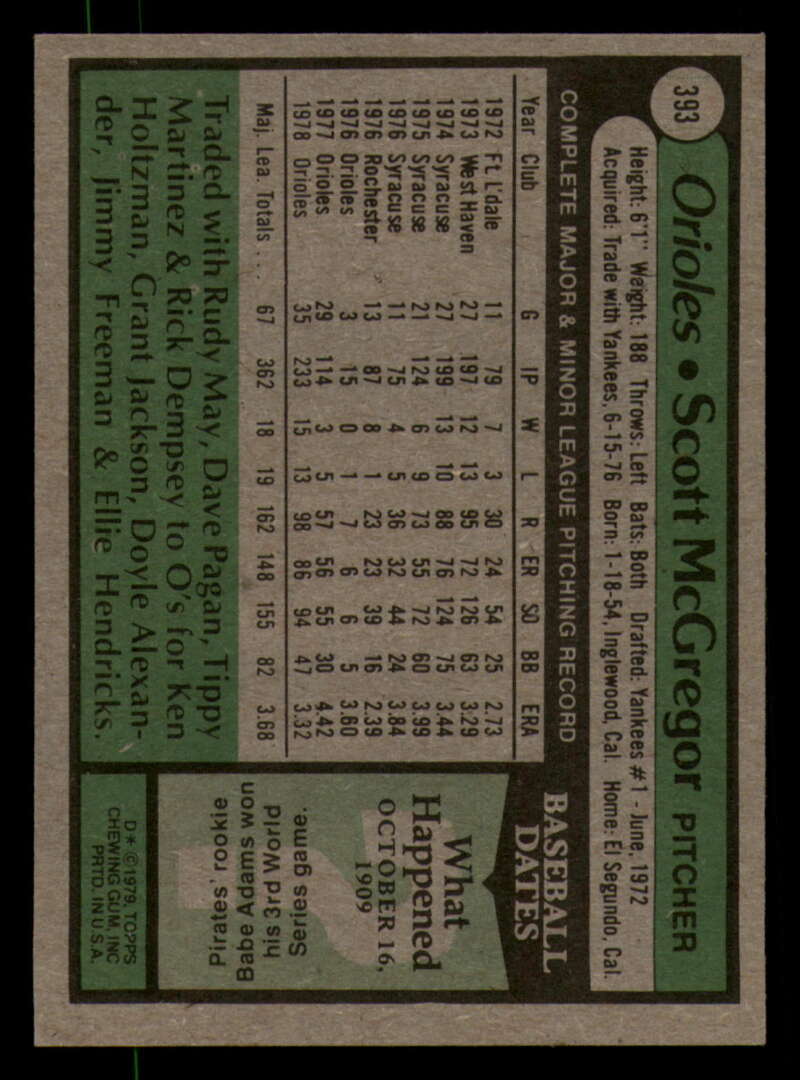 393
Orioles • Scott McGregor PITCHER
Height: 6'1" Weight: 188 Throws: Left Bats: Both Drafted: Yankees #1 - June, 1972
Acquired: Trade with Yankees, 6-15-76 Born: 1-18-54, Inglewood, Cal. Home: El Segundo, Cal.
COMPLETE MAJOR & MINOR LEAGUE PITCHING RECORD
Year Club G IP W L R ER SO BB ERA
1972 Ft. L'dale 11 79 7 3 30 24 54 25 2.73
1973 West Haven 27 197 12 13 95 72 126 63 3.29
1974 Syracuse 27 199 13 10 88 76 124 75 3.44
1975 Syracuse 21 124 6 9 73 55 72 60 3.99
1976 Syracuse 11 75 4 5 36 32 44 24 3.84
1976 Rochester 13 87 8 1 23 23 39 16 2.39
1976 Orioles 3 15 0 1 7 6 6 5 3.60
1977 Orioles 29 114 3 5 57 56 55 30 4.42
1978 Orioles 35 233 15 13 98 86 94 47 3.32
Maj. Lea. Totals . . . 67 362 18 19 162 148 155 82 3.68
Traded with Rudy May, Dave Pagan, Tippy
Martinez & Rick Dempsey to O's for Ken
Holtzman, Grant Jackson, Doyle Alexan-
der, Jimmy Freeman & Ellie Hendricks.
BASEBALL
DATES
What
Happened
OCTOBER 16,
1909
Pirates' rookie
Babe Adams won
his 3rd World
Series game.
D* © 1979, TOPPS
CHEWING GUM, INC
PRTD. IN U.S.A.